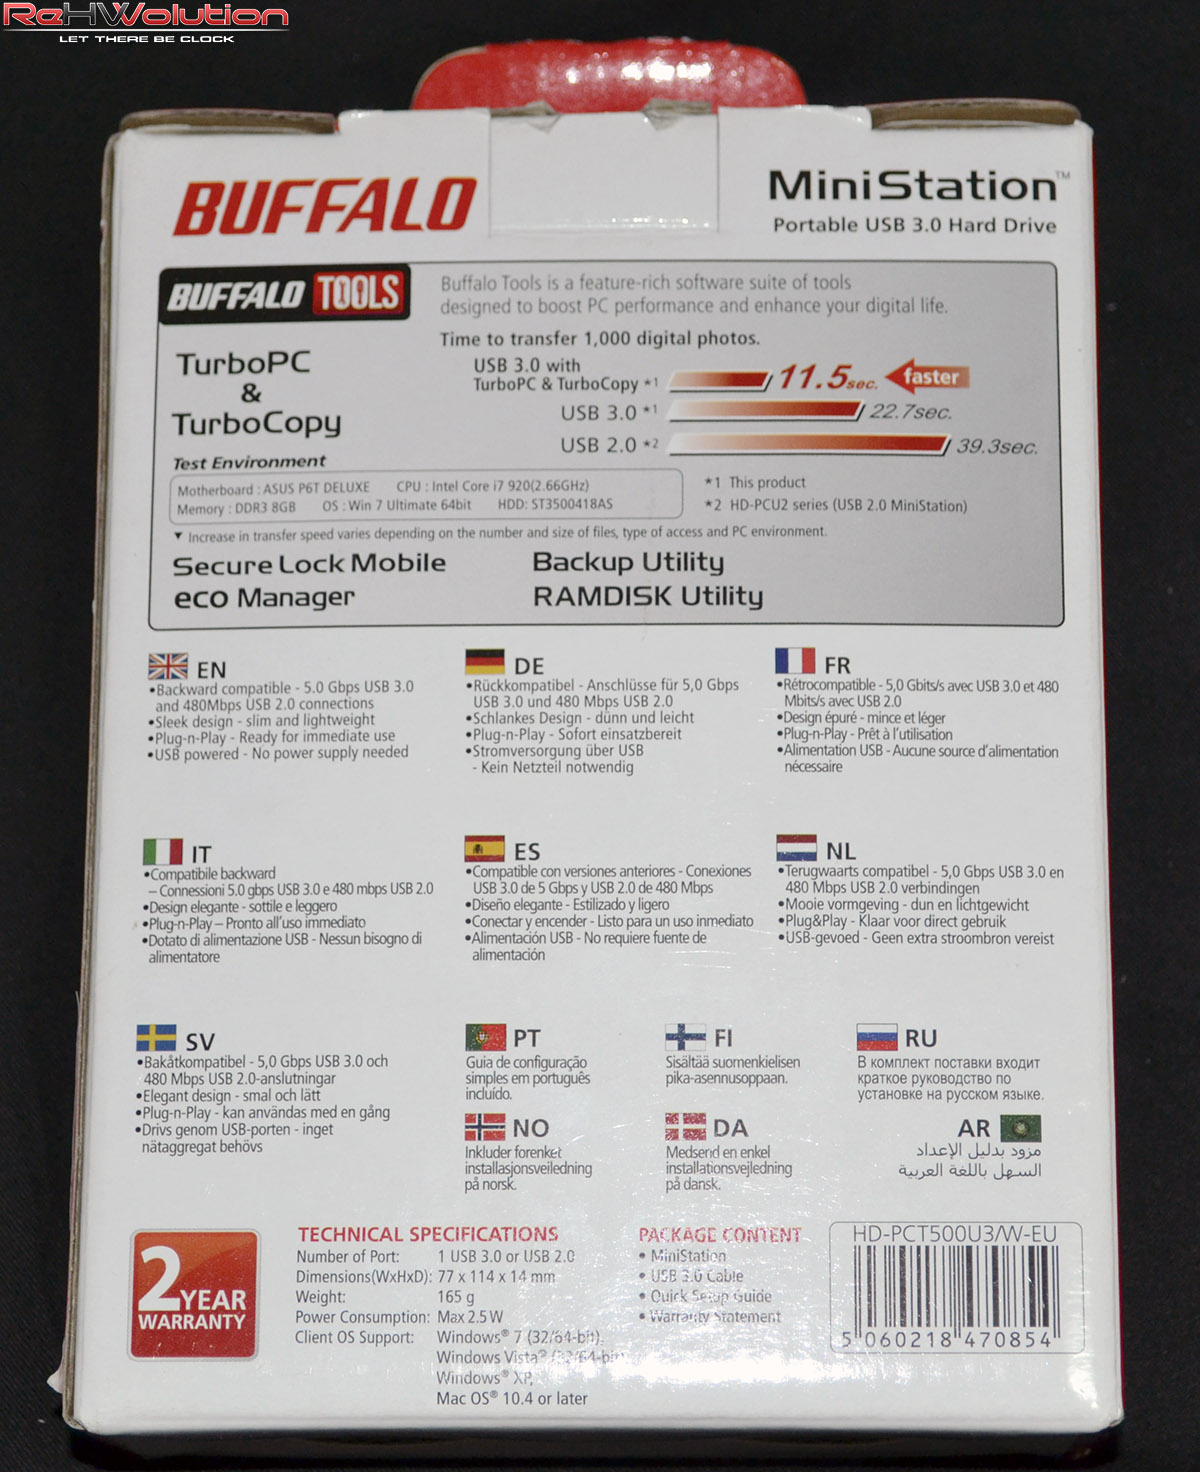 ReHWolution
LET THERE BE CLOCK
BUFFALO
MiniStation™
Portable USB 3.0 Hard Drive
BUFFALO TOOLS
Buffalo Tools is a feature-rich software suite of tools
designed to boost PC performance and enhance your digital life.
TurboPC
&
TurboCopy
Time to transfer 1,000 digital photos.
USB 3.0 with
TurboPC & TurboCopy *1 11.5sec. faster
USB 3.0 *1 22.7sec.
USB 2.0 *2 39.3sec.
Test Environment
Motherboard : ASUS P6T DELUXE CPU : Intel Core i7 920(2.66GHz)
Memory : DDR3 8GB OS : Win 7 Ultimate 64bit HDD: ST3500418AS
*1 This product
*2 HD-PCU2 series (USB 2.0 MiniStation)
▼ Increase in transfer speed varies depending on the number and size of files, type of access and PC environment.
Secure Lock Mobile Backup Utility
eco Manager RAMDISK Utility
EN
•Backward compatible - 5.0 Gbps USB 3.0
and 480Mbps USB 2.0 connections
•Sleek design - slim and lightweight
•Plug-n-Play - Ready for immediate use
•USB powered - No power supply needed
DE
•Rückkompatibel - Anschlüsse für 5,0 Gbps
USB 3.0 und 480 Mbps USB 2.0
•Schlankes Design - dünn und leicht
•Plug-n-Play - Sofort einsatzbereit
•Stromversorgung über USB
- Kein Netzteil notwendig
FR
•Rétrocompatible - 5,0 Gbits/s avec USB 3.0 et 480
Mbits/s avec USB 2.0
•Design épuré - mince et léger
•Plug-n-Play - Prêt à l'utilisation
•Alimentation USB - Aucune source d'alimentation
nécessaire
IT
•Compatibile backward
– Connessioni 5.0 gbps USB 3.0 e 480 mbps USB 2.0
•Design elegante - sottile e leggero
•Plug-n-Play – Pronto all'uso immediato
•Dotato di alimentazione USB - Nessun bisogno di
alimentatore
ES
•Compatible con versiones anteriores - Conexiones
USB 3.0 de 5 Gbps y USB 2.0 de 480 Mbps
•Diseño elegante - Estilizado y ligero
•Conectar y encender - Listo para un uso inmediato
•Alimentación USB - No requiere fuente de
alimentación
NL
•Terugwaarts compatibel - 5,0 Gbps USB 3.0 en
480 Mbps USB 2.0 verbindingen
•Mooie vormgeving - dun en lichtgewicht
•Plug&Play - Klaar voor direct gebruik
•USB-gevoed - Geen extra stroombron vereist
SV
•Bakåtkompatibel - 5,0 Gbps USB 3.0 och
480 Mbps USB 2.0-anslutningar
•Elegant design - smal och lätt
•Plug-n-Play - kan användas med en gång
•Drivs genom USB-porten - inget
nätaggregat behövs
PT
Guia de configuração
simples em português
incluído.
FI
Sisältää suomenkielisen
pika-asennusoppaan.
RU
В комплект поставки входит
краткое руководство по
установке на русском языке.
NO
Inkluder forenket
installasjonsveiledning
på norsk.
DA
Medsend en enkel
installationsvejledning
på dansk.
AR
مزود بدليل الإعداد
السهل باللغة العربية
2 YEAR
WARRANTY
TECHNICAL SPECIFICATIONS
Number of Port: 1 USB 3.0 or USB 2.0
Dimensions(WxHxD): 77 x 114 x 14 mm
Weight: 165 g
Power Consumption: Max 2.5 W
Client OS Support: Windows® 7 (32/64-bit),
Windows Vista® (32/64-bit),
Windows® XP,
Mac OS® 10.4 or later
PACKAGE CONTENT
• MiniStation
• USB 3.0 Cable
• Quick Setup Guide
• Warranty Statement
HD-PCT500U3/W-EU
5 060218 470854